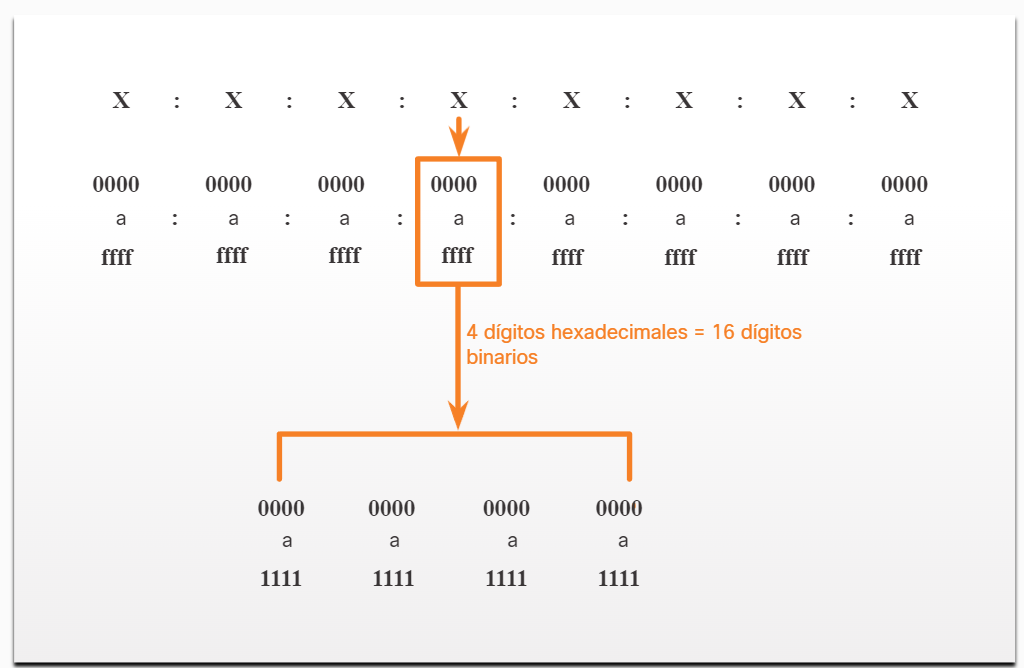 X : X : X : X : X : X : X : X
0000 0000 0000 0000 0000 0000 0000 0000
a : a : a : a : a : a : a : a
ffff ffff ffff ffff ffff ffff ffff ffff
4 dígitos hexadecimales = 16 dígitos
binarios
0000 0000 0000 0000
a a a a
1111 1111 1111 1111